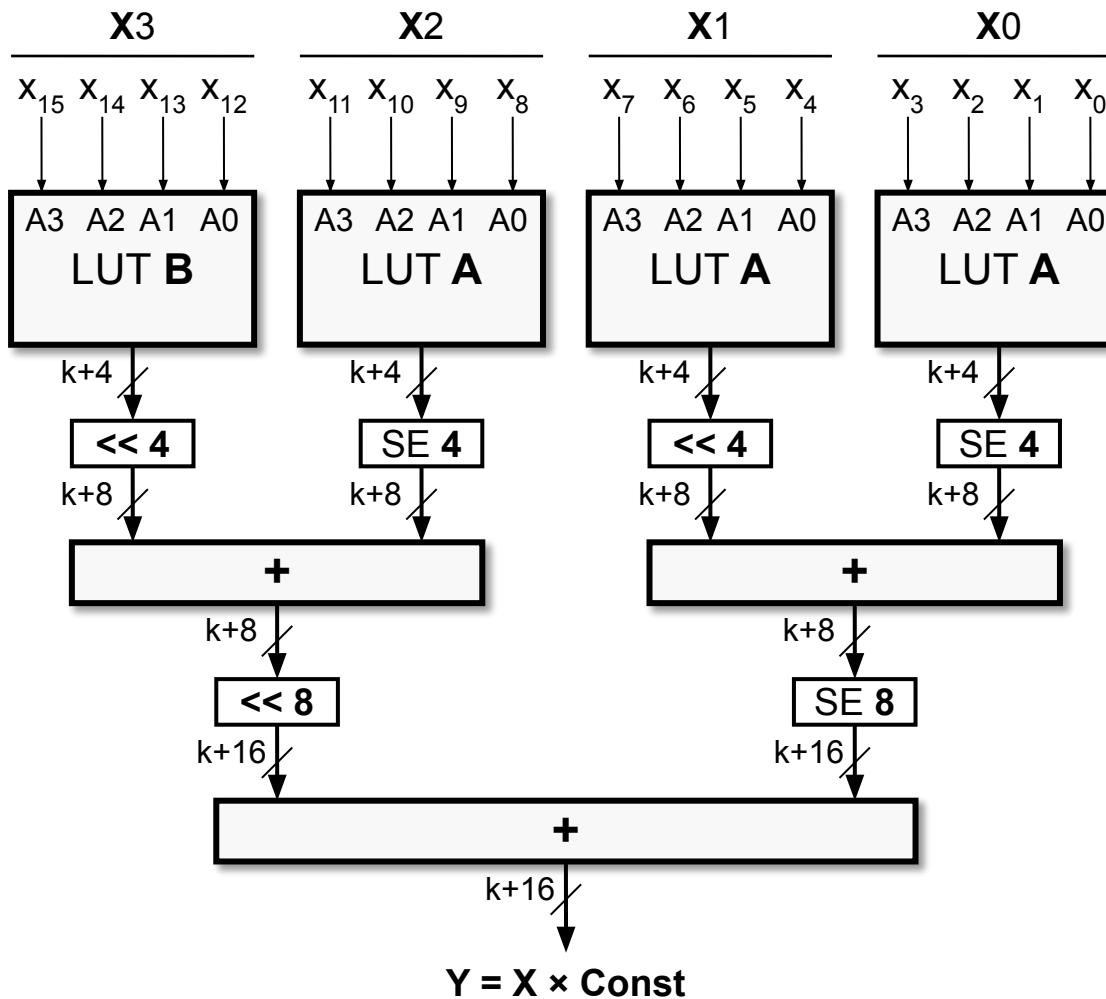 X3 X2 X1 X0
x15 x14 x13 x12 x11 x10 x9 x8 x7 x6 x5 x4 x3 x2 x1 x0
A3 A2 A1 A0 A3 A2 A1 A0 A3 A2 A1 A0 A3 A2 A1 A0
LUT B LUT A LUT A LUT A
k+4 k+4 k+4 k+4
<< 4 SE 4 << 4 SE 4
k+8 k+8 k+8 k+8
+ +
k+8 k+8
<< 8 SE 8
k+16 k+16
+
k+16
Y = X × Const